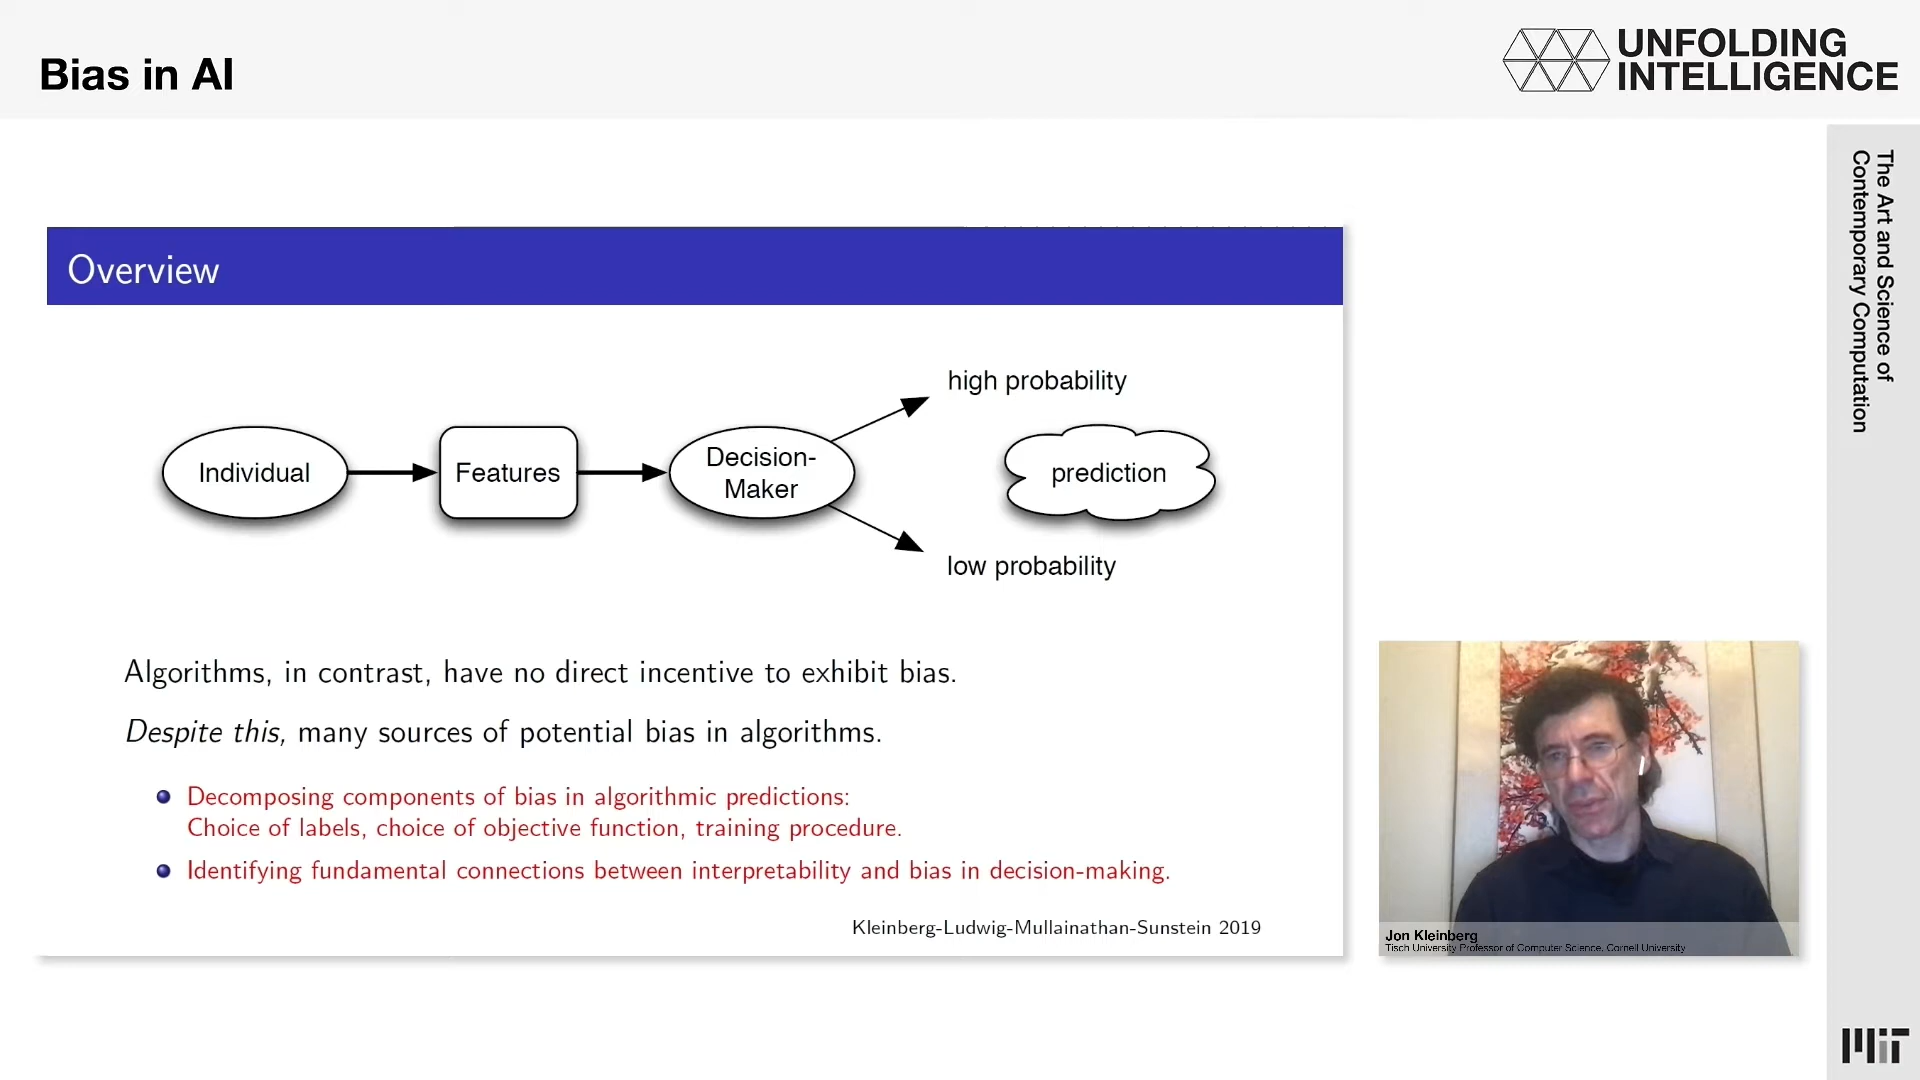 Bias in AI
UNFOLDING
INTELLIGENCE
The Art and Science of
Contemporary Computation
Overview
high probability
Individual
Features
Decision-
Maker
prediction
low probability
Algorithms, in contrast, have no direct incentive to exhibit bias.
Despite this, many sources of potential bias in algorithms.
Decomposing components of bias in algorithmic predictions:
Choice of labels, choice of objective function, training procedure.
Identifying fundamental connections between interpretability and bias in decision-making.
Kleinberg-Ludwig-Mullainathan-Sunstein 2019
Jon Kleinberg
Tisch University Professor of Computer Science, Cornell University
MIT